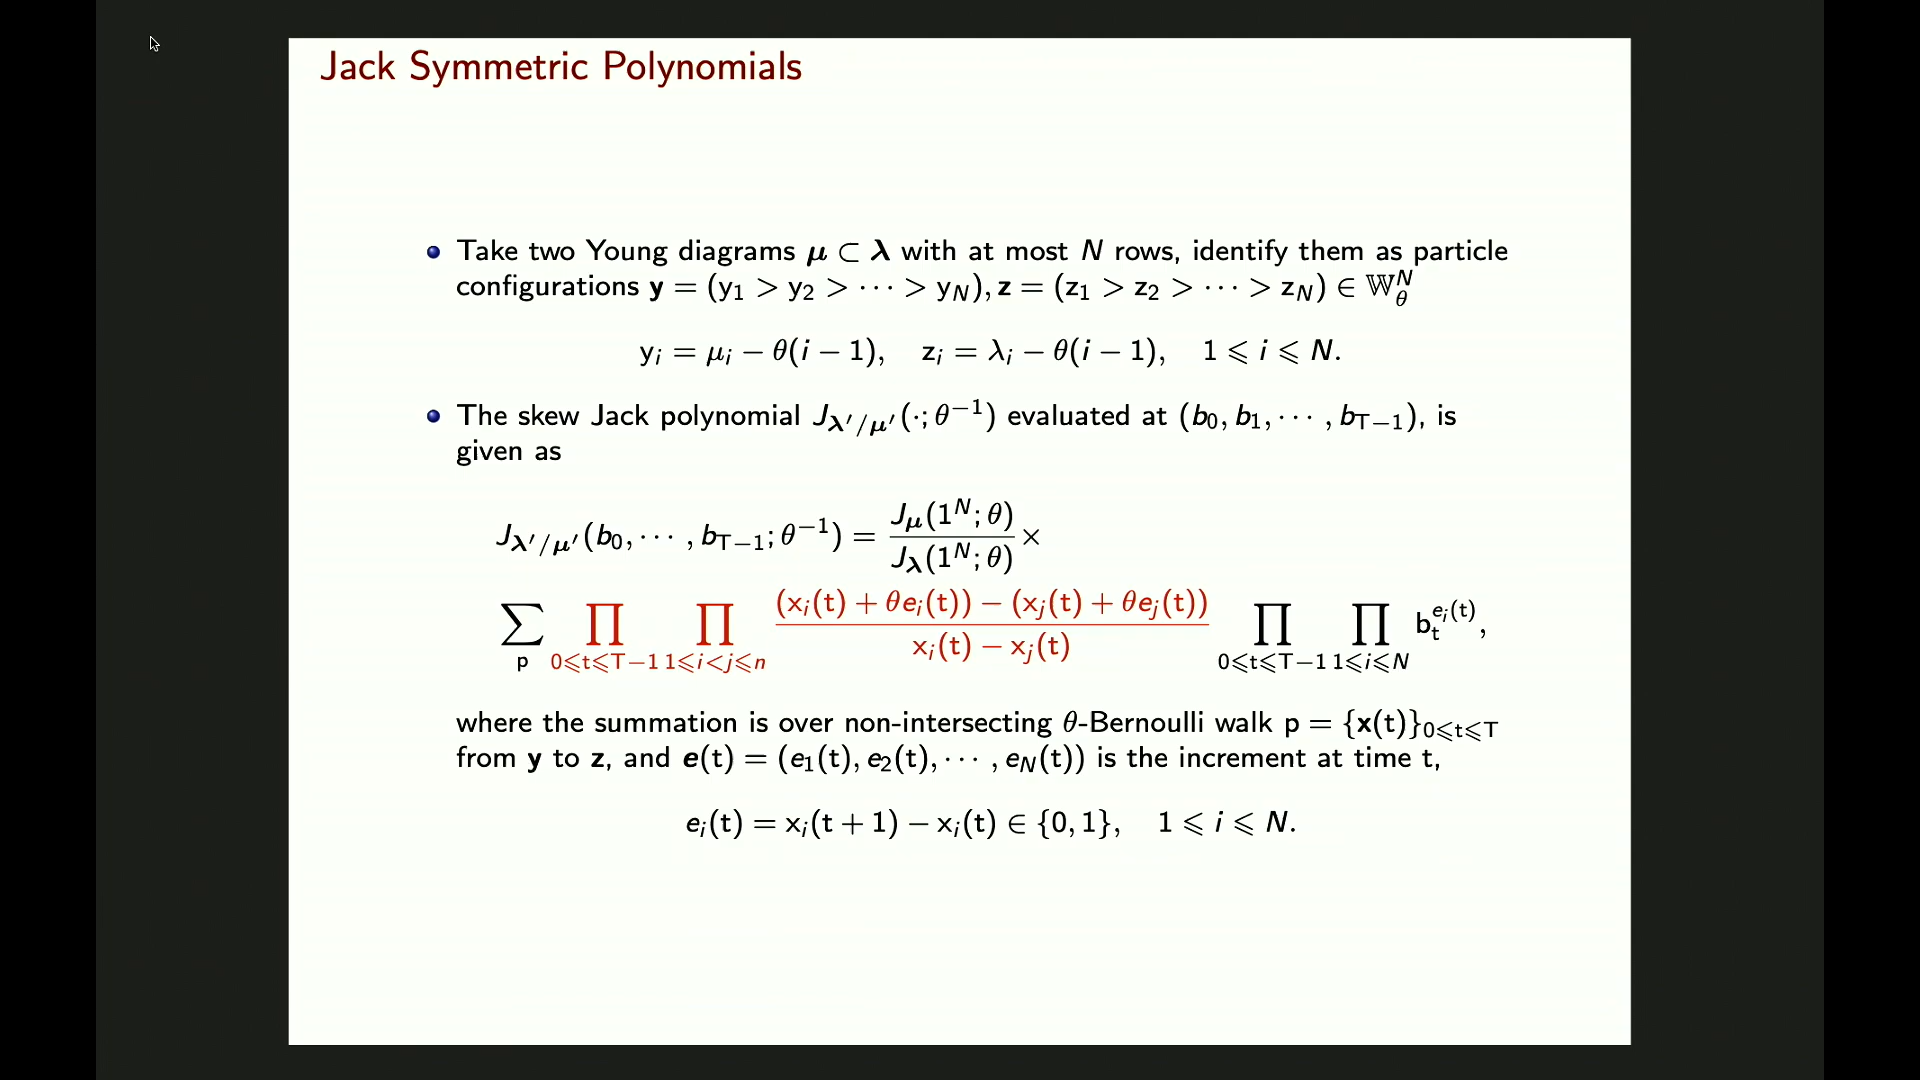 Jack Symmetric Polynomials
Take two Young diagrams μ ⊂ λ with at most N rows, identify them as particle
configurations y = (y₁ > y₂ > ⋯ > y_N), z = (z₁ > z₂ > ⋯ > z_N) ∈ 𝕎_θ^N
y_i = μ_i − θ(i − 1), z_i = λ_i − θ(i − 1), 1 ⩽ i ⩽ N.
The skew Jack polynomial J_{λ′/μ′}(·; θ^{−1}) evaluated at (b₀, b₁, ⋯ , b_{T−1}), is
given as
J_{λ′/μ′}(b₀, ⋯ , b_{T−1}; θ^{−1}) = \frac{J_μ(1^N; θ)}{J_λ(1^N; θ)} ×
∑_p ∏_{0⩽t⩽T−1} ∏_{1⩽i<j⩽n} \frac{(x_i(t) + θe_i(t)) − (x_j(t) + θe_j(t))}{x_i(t) − x_j(t)} ∏_{0⩽t⩽T−1} ∏_{1⩽i⩽N} b_t^{e_i(t)},
where the summation is over non-intersecting θ-Bernoulli walk p = {x(t)}_{0⩽t⩽T}
from y to z, and e(t) = (e₁(t), e₂(t), ⋯ , e_N(t)) is the increment at time t,
e_i(t) = x_i(t + 1) − x_i(t) ∈ {0, 1}, 1 ⩽ i ⩽ N.